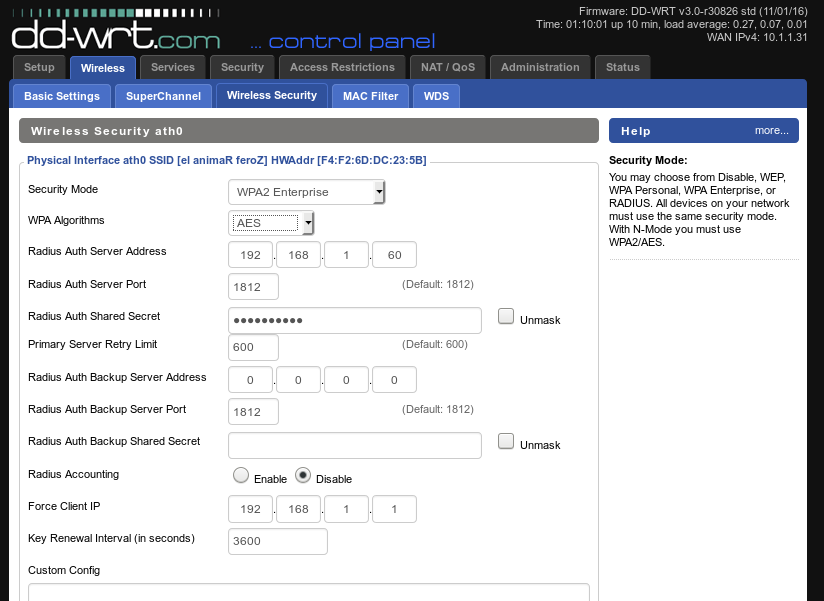 Firmware: DD-WRT v3.0-r30826 std (11/01/16)
Time: 01:10:01 up 10 min, load average: 0.27, 0.07, 0.01
WAN IPv4: 10.1.1.31
dd-wrt.com ... control panel
Setup Wireless Services Security Access Restrictions NAT / QoS Administration Status
Basic Settings SuperChannel Wireless Security MAC Filter WDS
Wireless Security ath0
Physical Interface ath0 SSID [el animaR feroZ] HWAddr [F4:F2:6D:DC:23:5B]
Security Mode WPA2 Enterprise
WPA Algorithms AES
Radius Auth Server Address 192 . 168 . 1 . 60
Radius Auth Server Port 1812 (Default: 1812)
Radius Auth Shared Secret ●●●●●●●●●● Unmask
Primary Server Retry Limit 600 (Default: 600)
Radius Auth Backup Server Address 0 . 0 . 0 . 0
Radius Auth Backup Server Port 1812 (Default: 1812)
Radius Auth Backup Shared Secret Unmask
Radius Accounting Enable Disable
Force Client IP 192 . 168 . 1 . 1
Key Renewal Interval (in seconds) 3600
Custom Config
Help more...
Security Mode:
You may choose from Disable, WEP,
WPA Personal, WPA Enterprise, or
RADIUS. All devices on your network
must use the same security mode.
With N-Mode you must use
WPA2/AES.